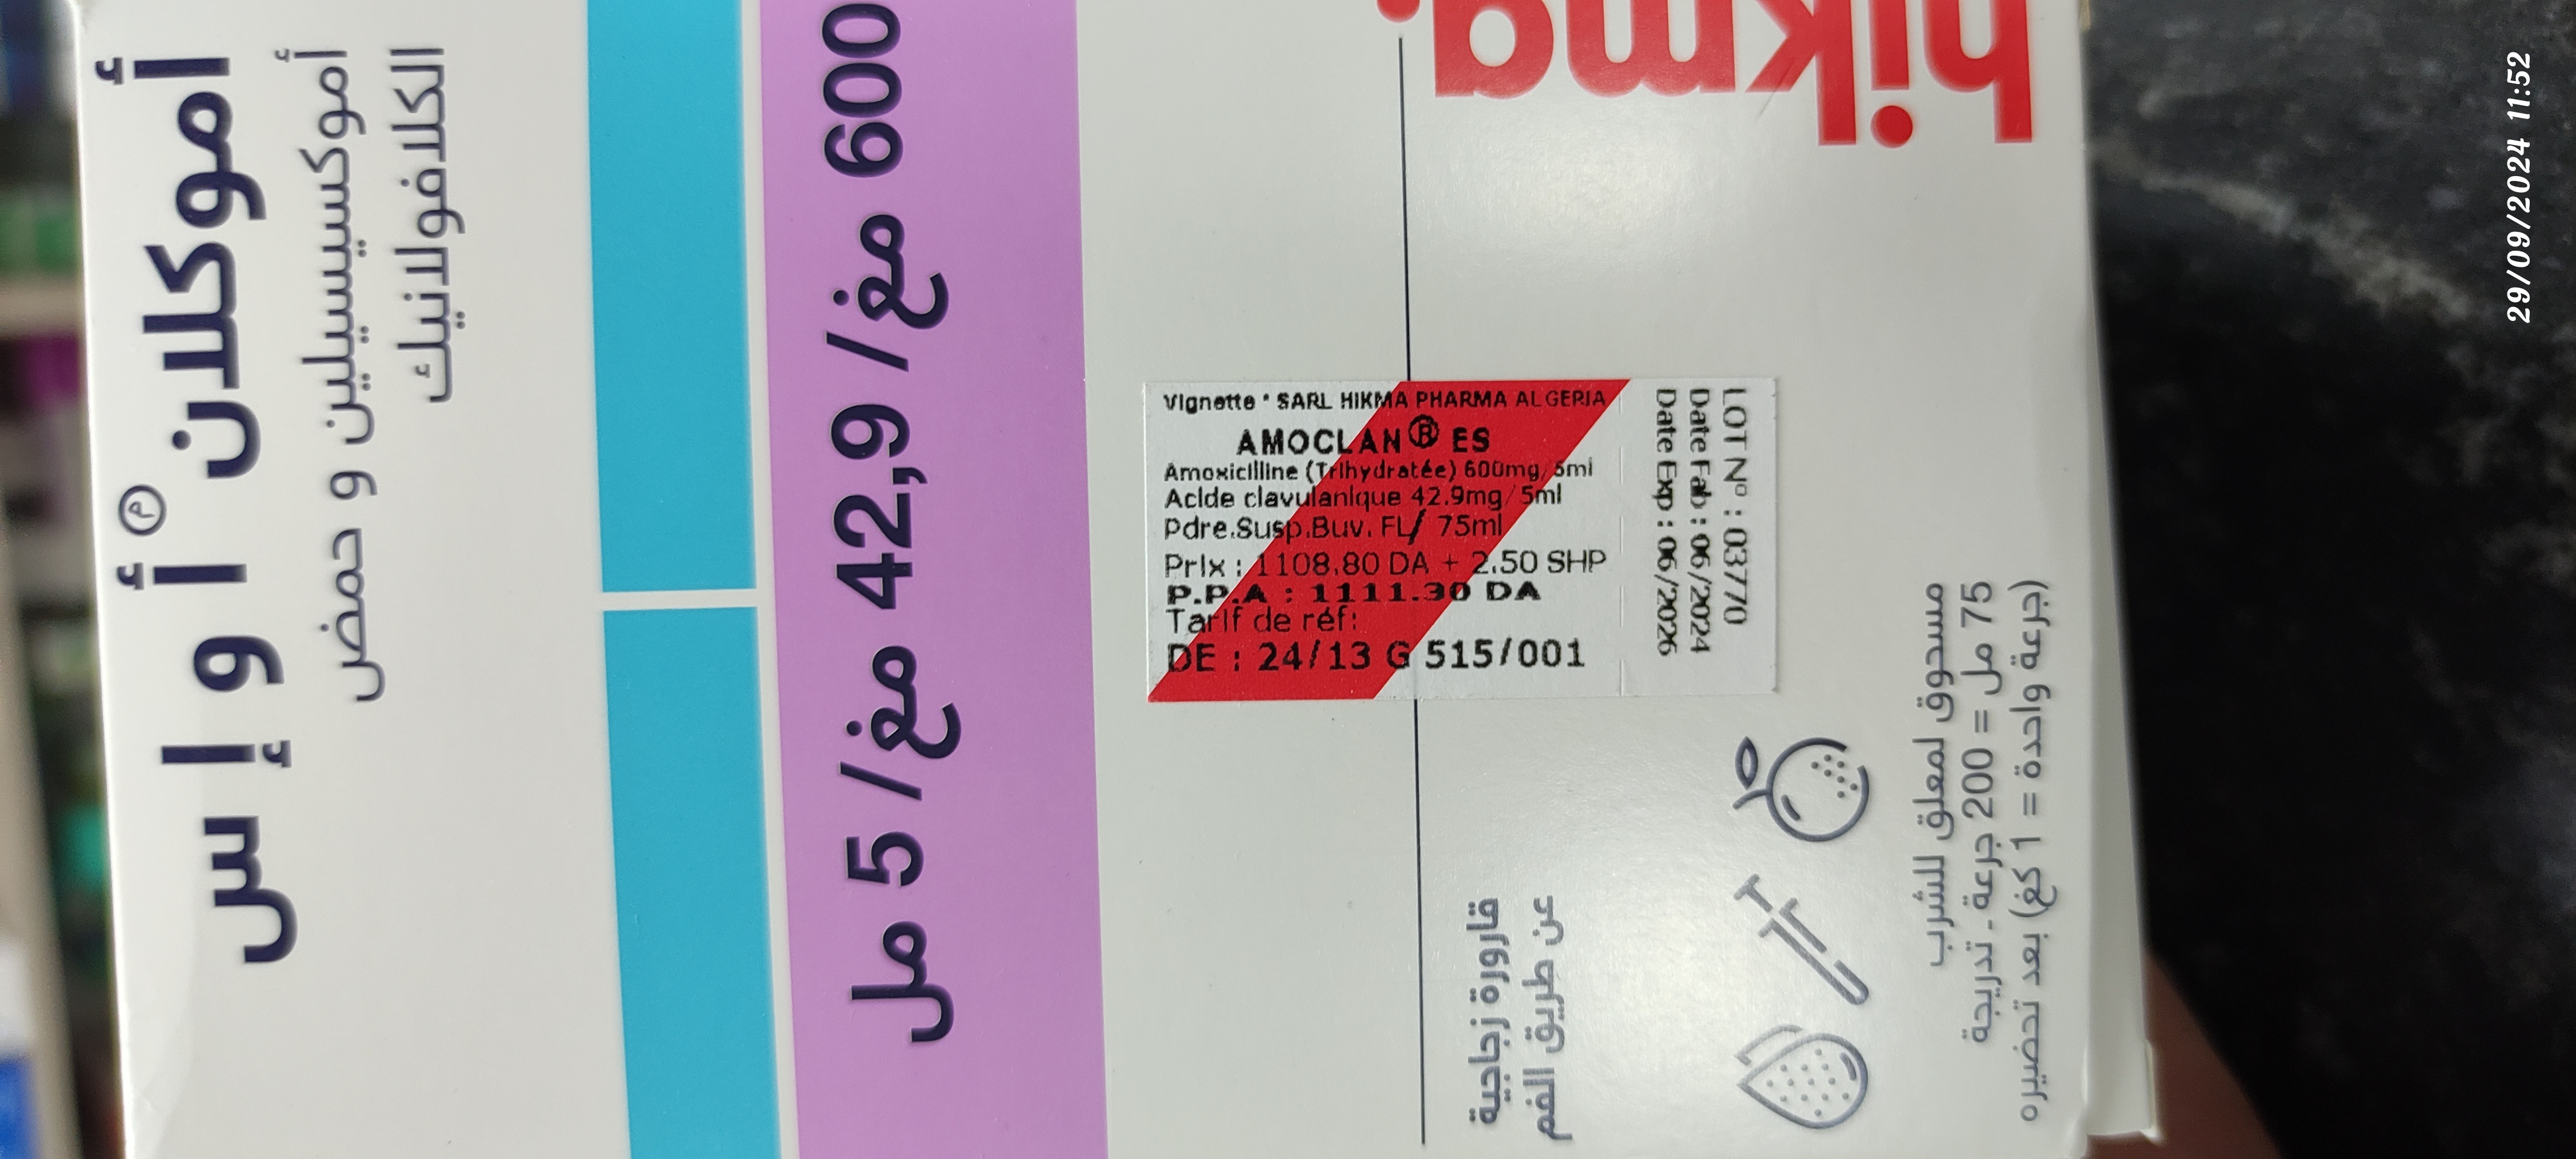 أموكلان أ و إ س
أموكسيسيلين و حمض
الكلافولانيك
600 مغ/ 42,9 مغ/ 5 مل
hikma.
Vignette * SARL HIKMA PHARMA ALGERIA
AMOCLAN® ES
Amoxicilline (Trihydratée) 600mg/5ml
Acide clavulanique 42.9mg/5ml
Pdre.Susp.Buv. FL/ 75ml
Prix : 1108.80 DA + 2.50 SHP
P.P.A : 1111.30 DA
Tarif de réf:
DE : 24/13 G 515/001
LOT N° : 03770
Date Fab : 06/2024
Date Exp : 06/2026
قارورة زجاجية
عن طريق الفم
مسحوق لمعلق للشرب
75 مل = 200 جرعة - تدريجة
(جرعة واحدة = 1 كغ) بعد تحضيره
29/09/2024 11:52